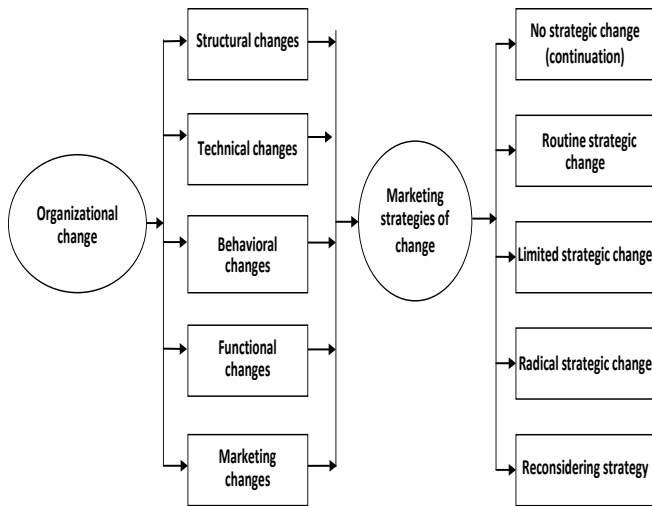 Organizational
change
Structural changes
Technical changes
Behavioral
changes
Functional
changes
Marketing
changes
Marketing
strategies of
change
No strategic change
(continuation)
Routine strategic
change
Limited strategic change
Radical strategic change
Reconsidering strategy